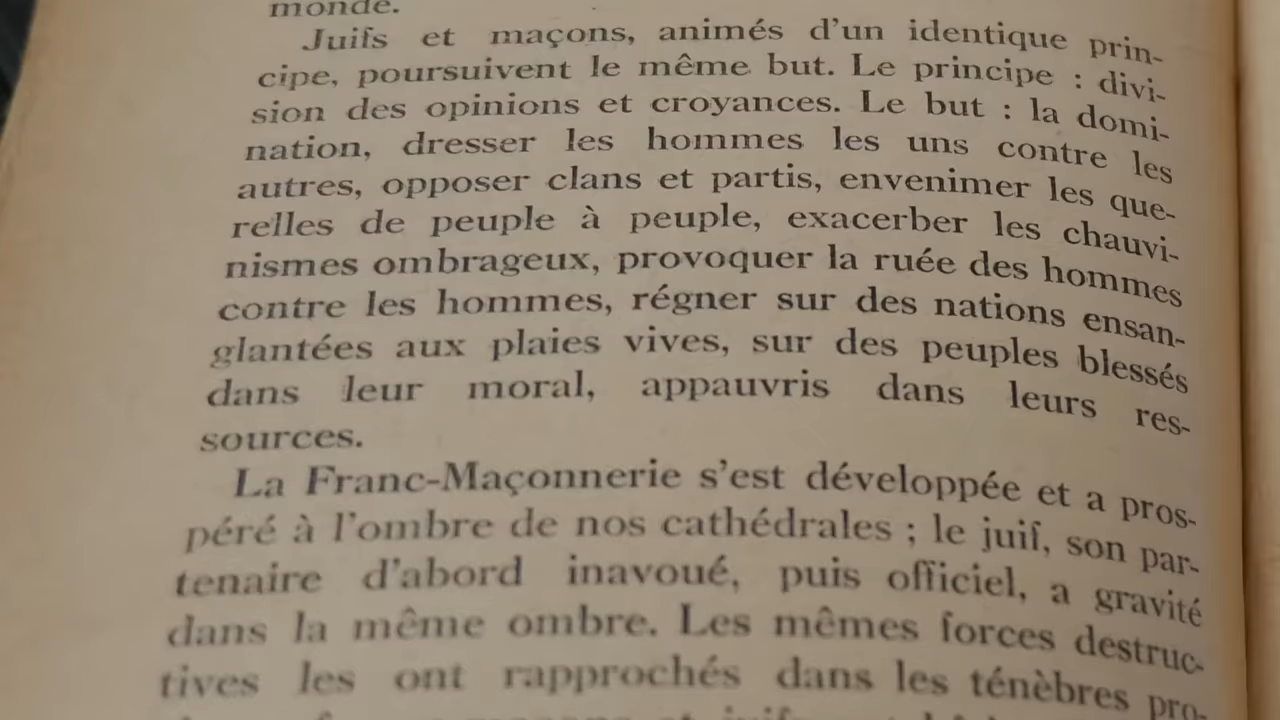 monde.
Juifs et maçons, animés d'un identique prin-
cipe, poursuivent le même but. Le principe : divi-
sion des opinions et croyances. Le but : la domi-
nation, dresser les hommes les uns contre les
autres, opposer clans et partis, envenimer les que-
relles de peuple à peuple, exacerber les chauvi-
nismes ombrageux, provoquer la ruée des hommes
contre les hommes, régner sur des nations ensan-
glantées aux plaies vives, sur des peuples blessés
dans leur moral, appauvris dans leurs res-
sources.
La Franc-Maçonnerie s'est développée et a pros-
péré à l'ombre de nos cathédrales ; le juif, son par-
tenaire d'abord inavoué, puis officiel, a gravité
dans la même ombre. Les mêmes forces destruc-
tives les ont rapprochés dans les ténèbres pro-